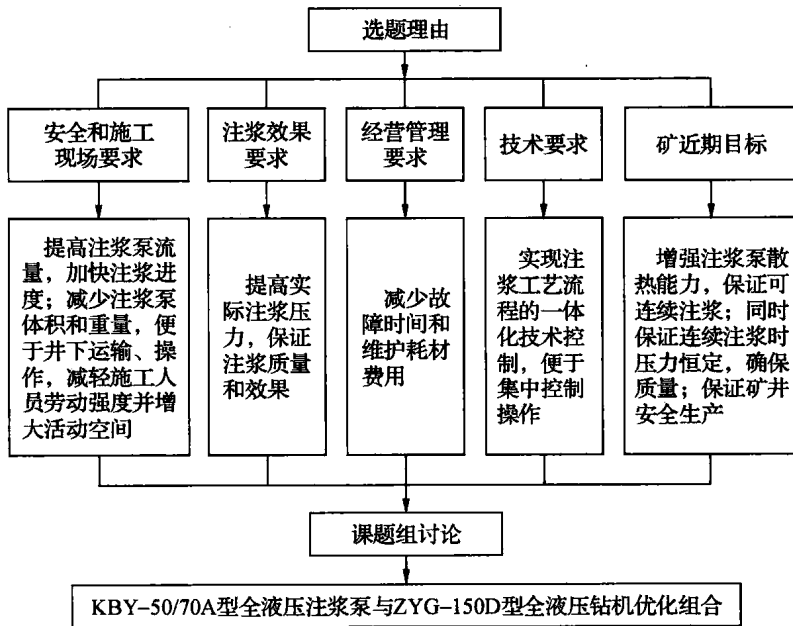 选题理由
安全和施工
现场要求
注浆效果
要求
经营管理
要求
技术要求
矿近期目标
提高注浆泵流
量，加快注浆进
度；减少注浆泵
体积和重量，便
于井下运输、操
作，减轻施工人
员劳动强度并增
大活动空间
提高实
际注浆压
力，保证
注浆质量
和效果
减少故
障时间和
维护耗材
费用
实现注
浆工艺流
程的一体
化技术控
制，便于
集中控制
操作
增强注浆泵散
热能力，保证可
连续注浆；同时
保证连续注浆时
压力恒定，确保
质量；保证矿井
安全生产
课题组讨论
KBY-50/70A型全液压注浆泵与ZYG-150D型全液压钻机优化组合